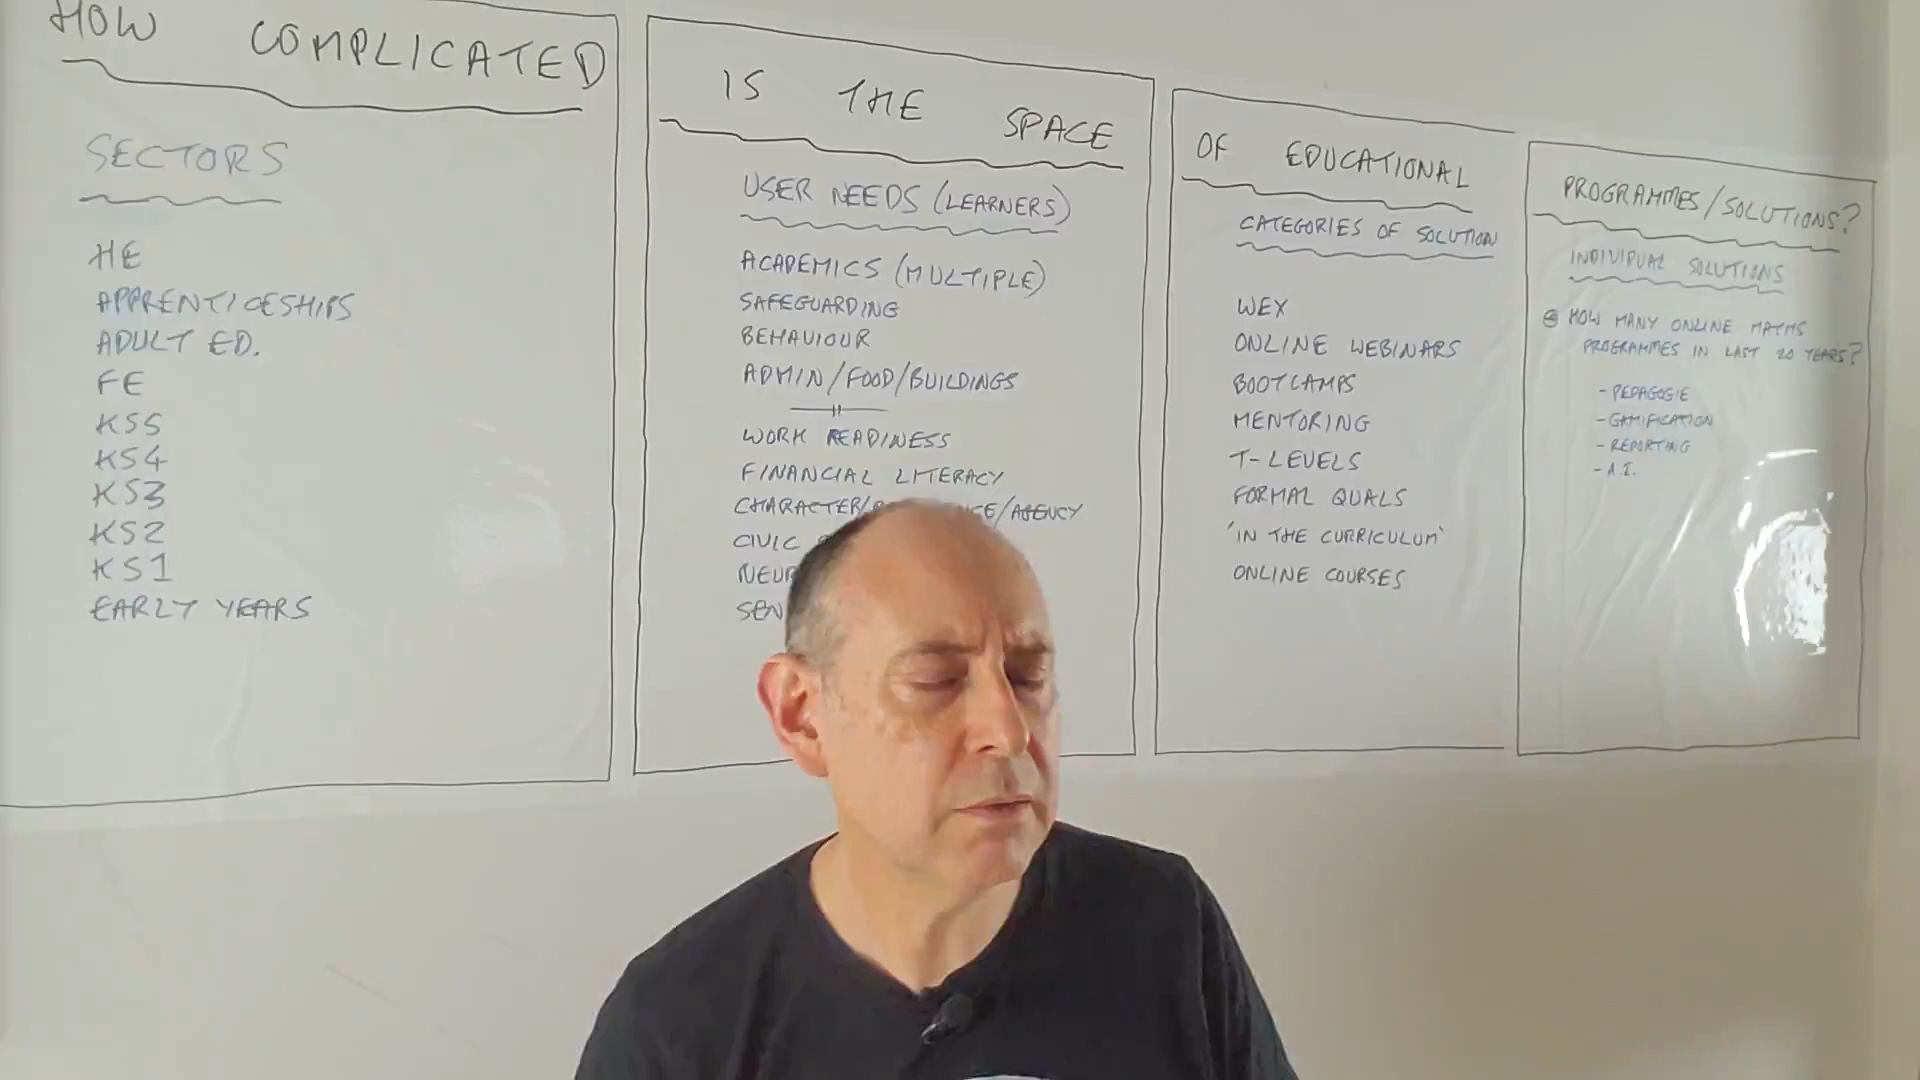 HOW COMPLICATED
SECTORS
HE
APPRENTICESHIPS
ADULT ED.
FE
KS5
KS4
KS3
KS2
KS1
EARLY YEARS
IS THE SPACE
USER NEEDS (LEARNERS)
ACADEMICS (MULTIPLE)
SAFEGUARDING
BEHAVIOUR
ADMIN/FOOD/BUILDINGS
WORK READINESS
FINANCIAL LITERACY
CHARACTER/ /AGENCY
CIVIC
SEN
OF EDUCATIONAL
CATEGORIES OF SOLUTION
WEX
ONLINE WEBINARS
BOOTCAMPS
MENTORING
T-LEVELS
FORMAL QUALS
'IN THE CURRICULUM'
ONLINE COURSES
PROGRAMMES/SOLUTIONS?
INDIVIDUAL SOLUTIONS
HOW MANY ONLINE MATHS
PROGRAMMES IN LAST 20 YEARS?
- PEDAGOGIE
- GAMIFICATION
- REPORTING
- A.I.